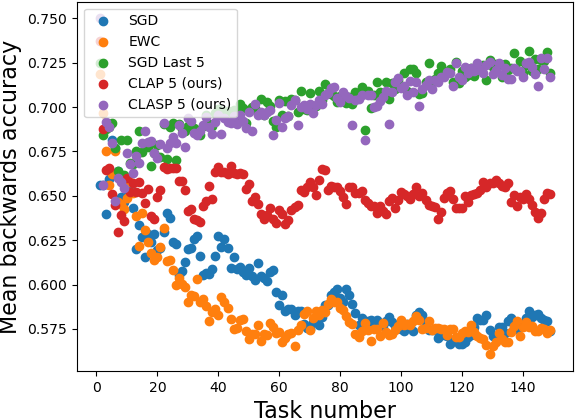 Mean backwards accuracy
0.750
0.725
0.700
0.675
0.650
0.625
0.600
0.575
SGD
EWC
SGD Last 5
CLAP 5 (ours)
CLASP 5 (ours)
0 20 40 60 80 100 120 140
Task number